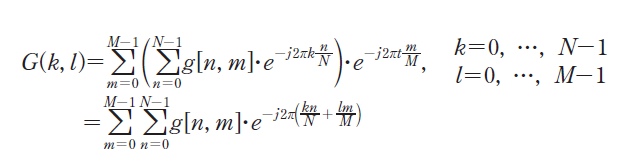 G(k, l)=\sum_{m=0}^{M-1}\left(\sum_{n=0}^{N-1}g[n, m]\cdot e^{-j2\pi k\frac{n}{N}}\right)\cdot e^{-j2\pi t\frac{m}{M}}, k=0, \cdots, N-1
l=0, \cdots, M-1
=\sum_{m=0}^{M-1}\sum_{n=0}^{N-1}g[n, m]\cdot e^{-j2\pi\left(\frac{kn}{N}+\frac{lm}{M}\right)}